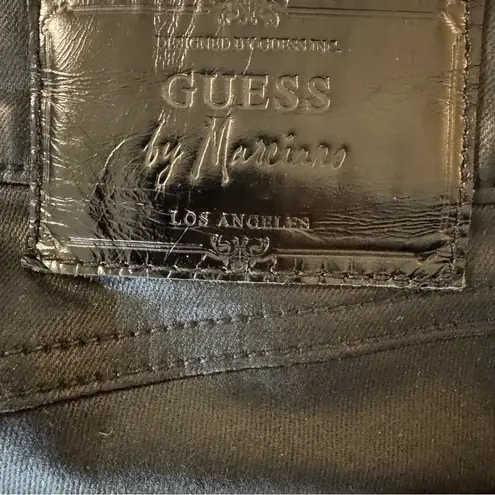 DESIGNED BY GUESS INC.
GUESS
by Marciano
LOS ANGELES